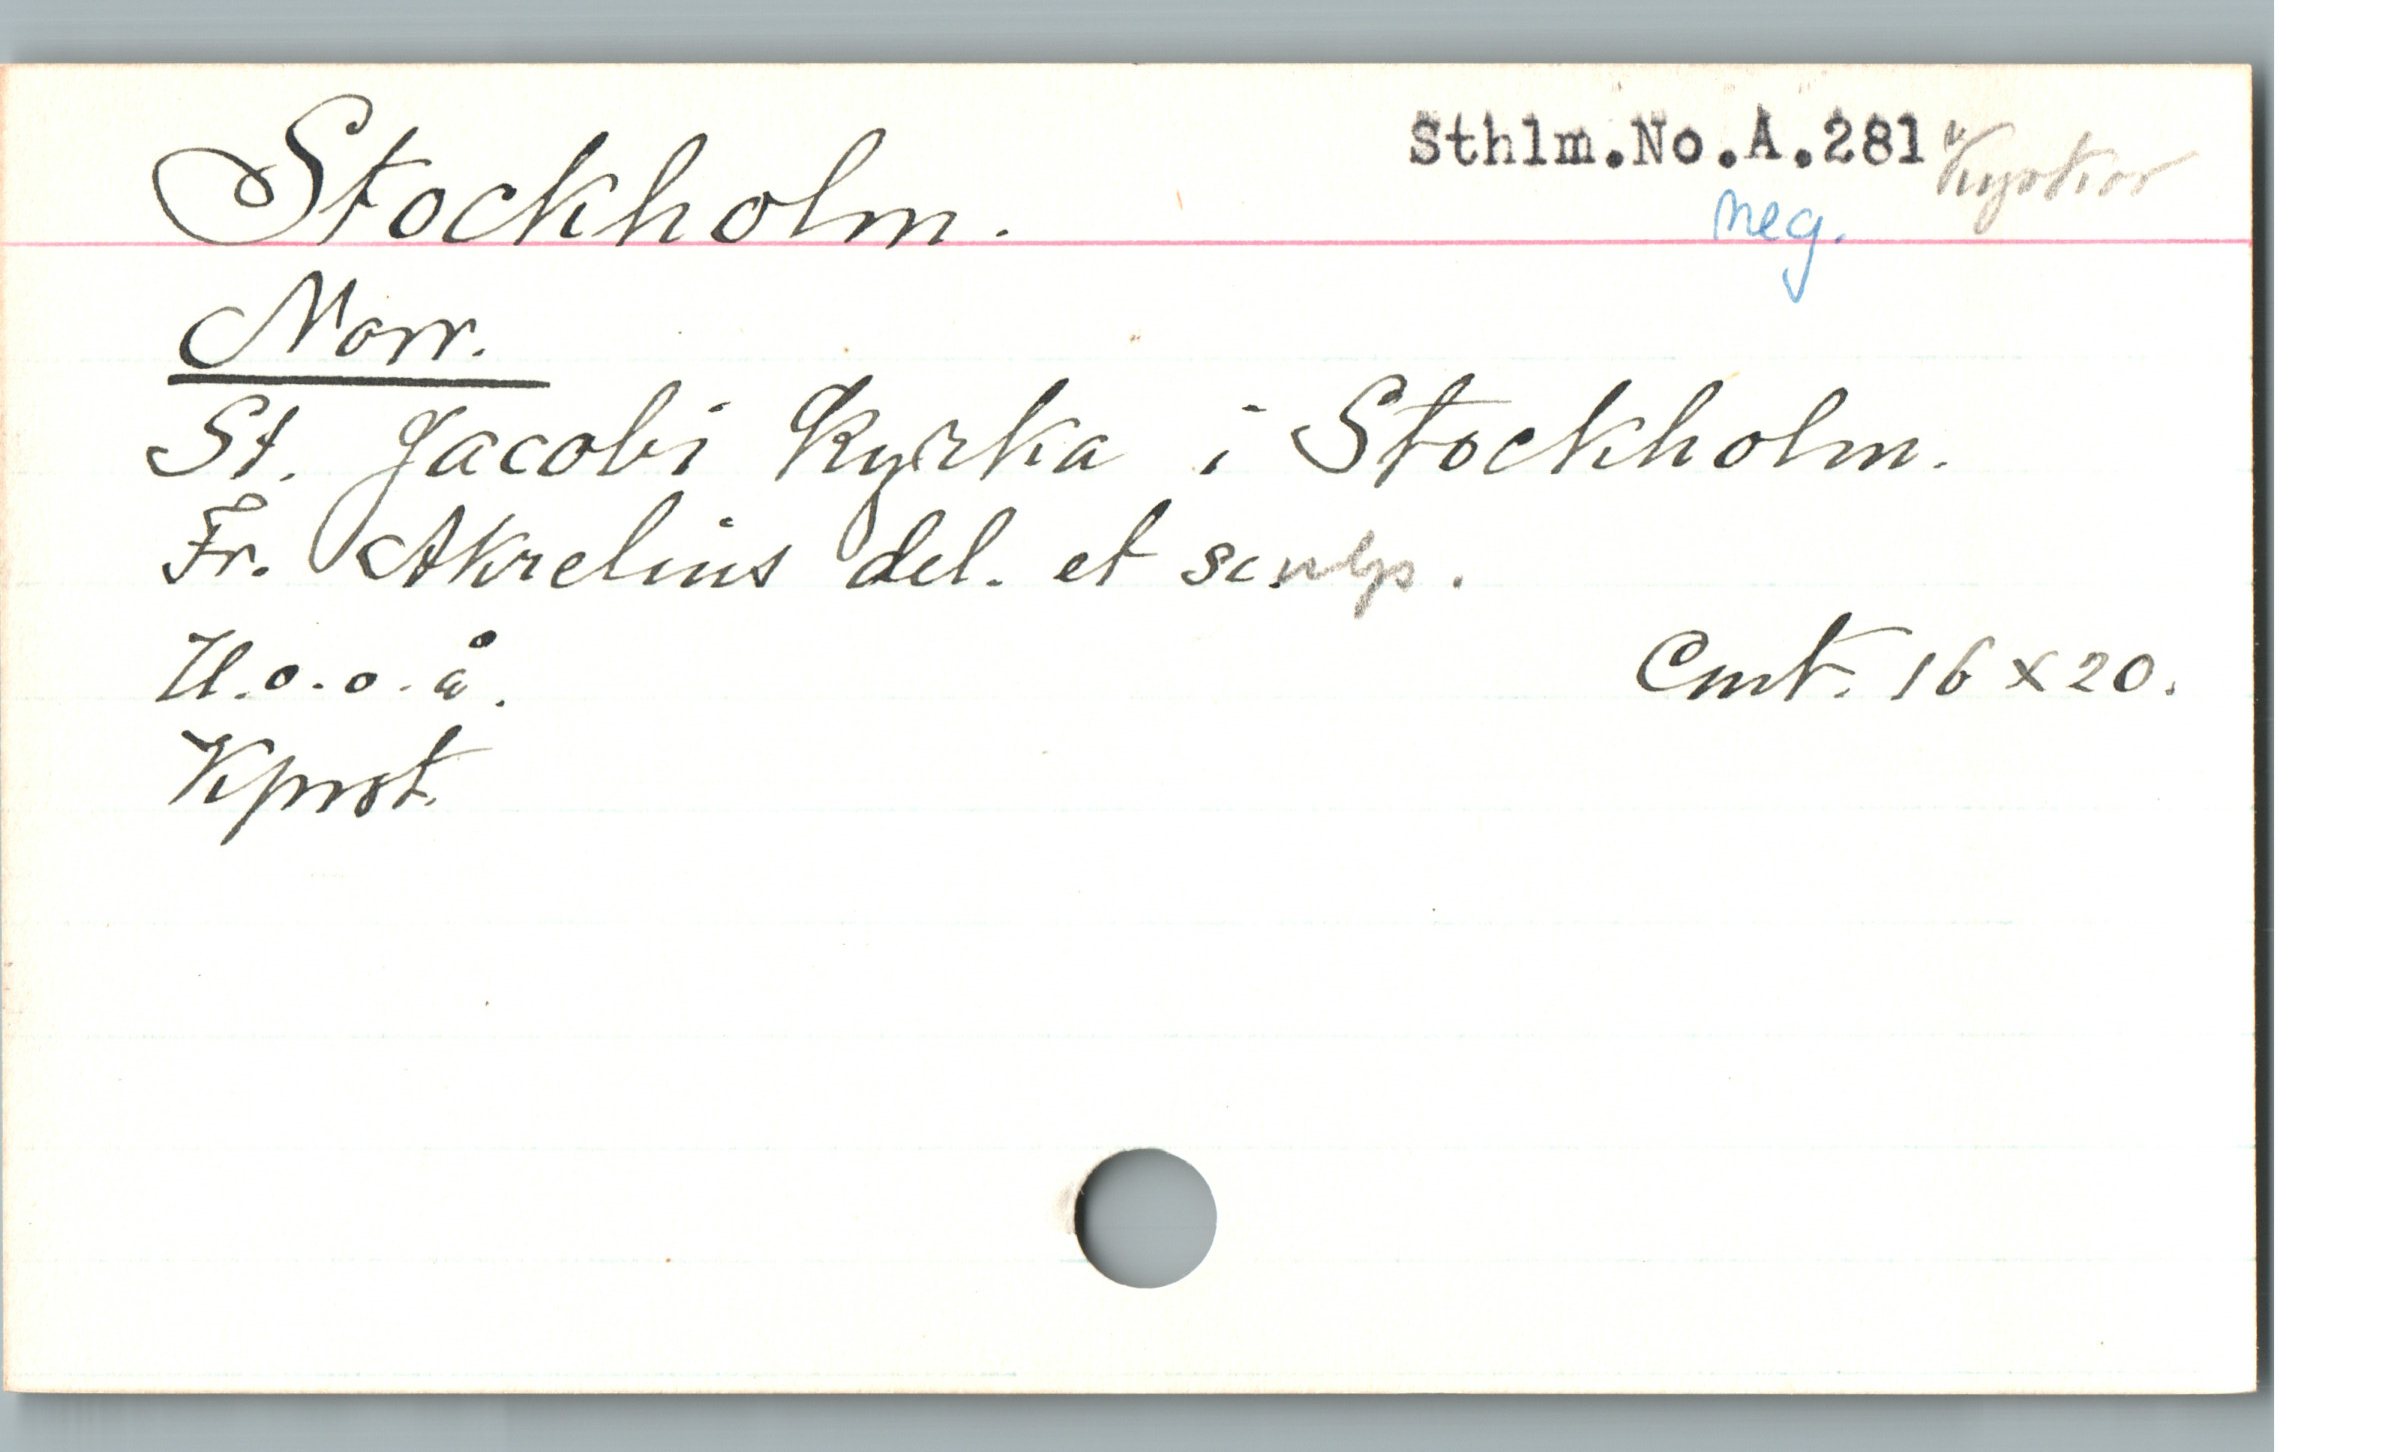 Stockholm.
Sthlm.No.A.281 Kyrkor
neg.
Norr.
St. Jacobi Kyrka i Stockholm.
Fr. Akrelius del. et sculps.
U.o.o.å.
Cmt. 16 x 20.
Kprst.